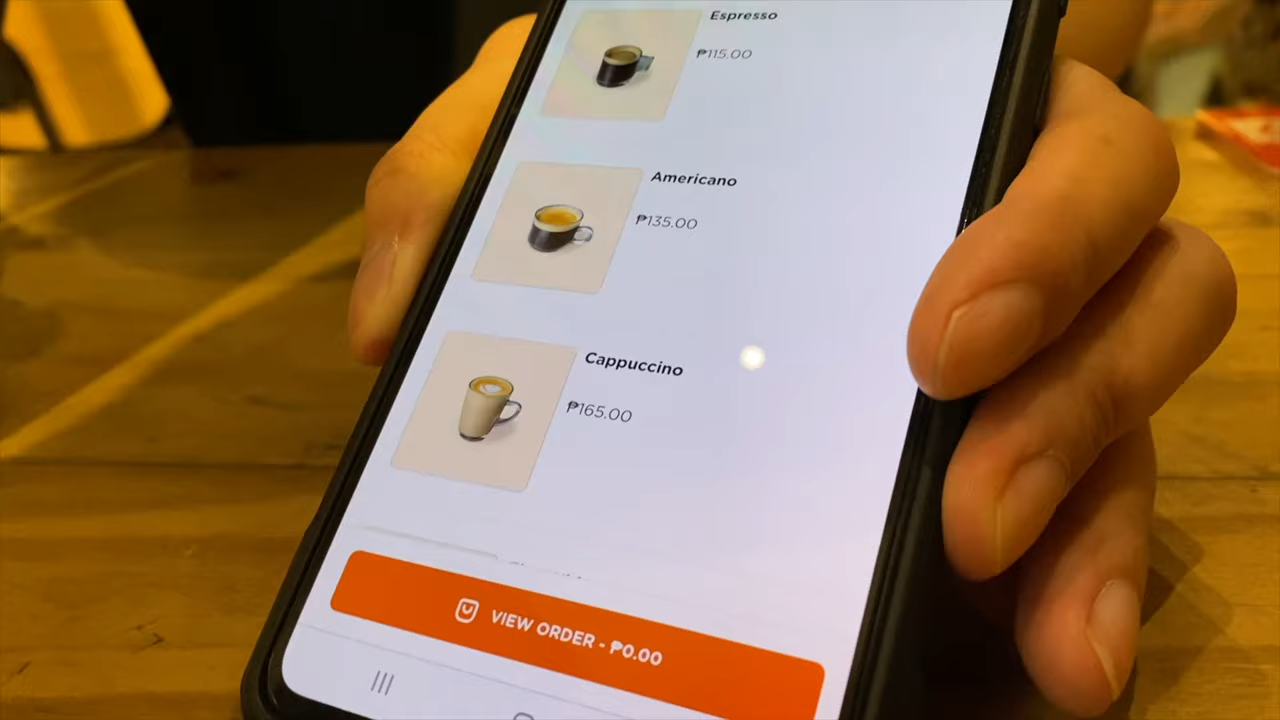 Espresso
₱115.00
Americano
₱135.00
Cappuccino
₱165.00
VIEW ORDER - ₱0.00